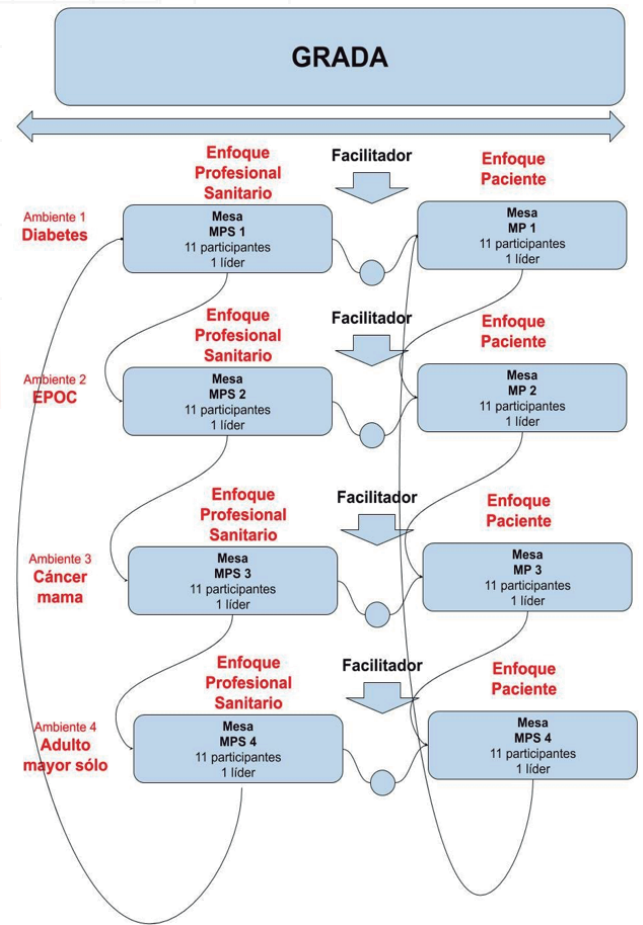 GRADA
Enfoque
Profesional
Sanitario
Facilitador
Enfoque
Paciente
Ambiente 1
Diabetes
Mesa
MPS 1
11 participantes
1 líder
Mesa
MP 1
11 participantes
1 líder
Enfoque
Profesional
Sanitario
Facilitador
Enfoque
Paciente
Ambiente 2
EPOC
Mesa
MPS 2
11 participantes
1 líder
Mesa
MP 2
11 participantes
1 líder
Enfoque
Profesional
Sanitario
Facilitador
Enfoque
Paciente
Ambiente 3
Cáncer
mama
Mesa
MPS 3
11 participantes
1 líder
Mesa
MP 3
11 participantes
1 líder
Enfoque
Profesional
Sanitario
Facilitador
Enfoque
Paciente
Ambiente 4
Adulto
mayor sólo
Mesa
MPS 4
11 participantes
1 líder
Mesa
MPS 4
11 participantes
1 líder